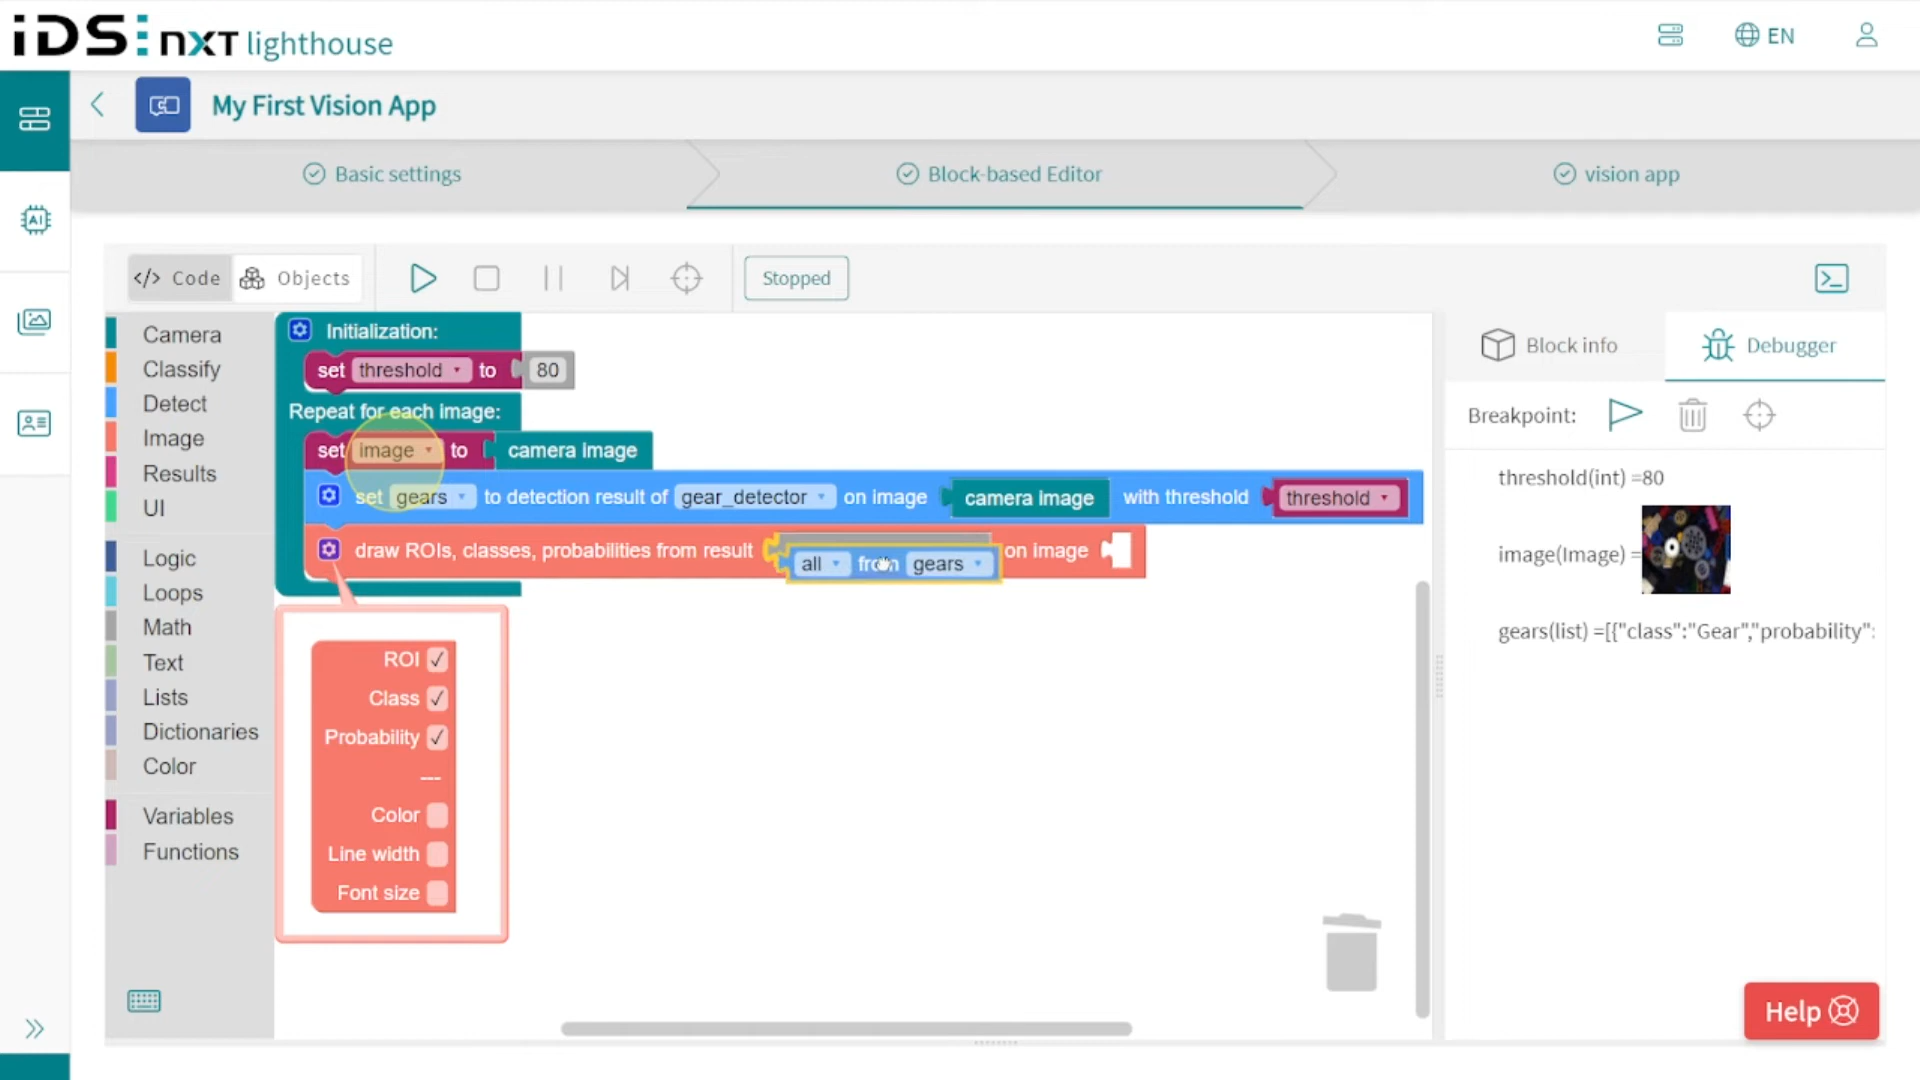 iDS:nxt lighthouse
EN
My First Vision App
Basic settings
Block-based Editor
vision app
</> Code
Objects
Stopped
Camera
Classify
Detect
Image
Results
UI
Logic
Loops
Math
Text
Lists
Dictionaries
Color
Variables
Functions
Initialization:
set threshold to 80
Repeat for each image:
set image to camera image
set gears to detection result of gear_detector on image camera image with threshold threshold
draw ROIs, classes, probabilities from result all from gears on image
ROI ✓
Class ✓
Probability ✓
---
Color
Line width
Font size
Block info
Debugger
Breakpoint:
threshold(int) =80
image(Image) =
gears(list) =[{"class":"Gear","probability":
Help